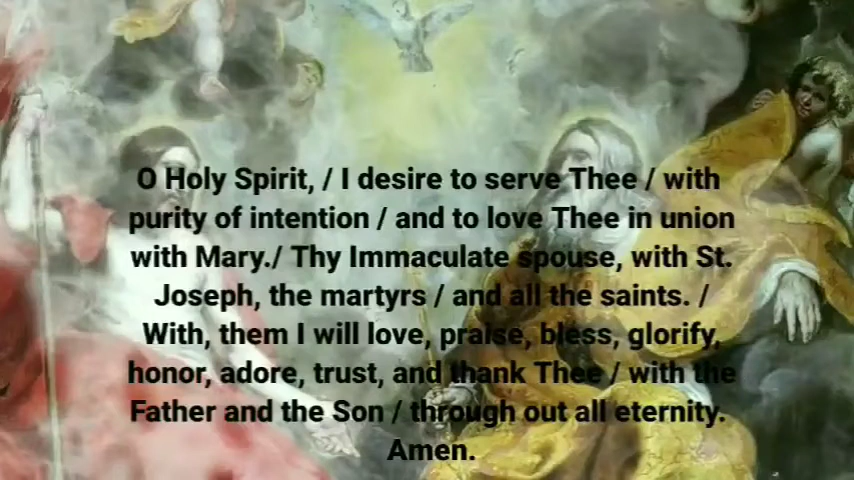 O Holy Spirit, / I desire to serve Thee / with
purity of intention / and to love Thee in union
with Mary./ Thy Immaculate spouse, with St.
Joseph, the martyrs / and all the saints. /
With, them I will love, praise, bless, glorify,
honor, adore, trust, and thank Thee / with the
Father and the Son / through out all eternity.
Amen.